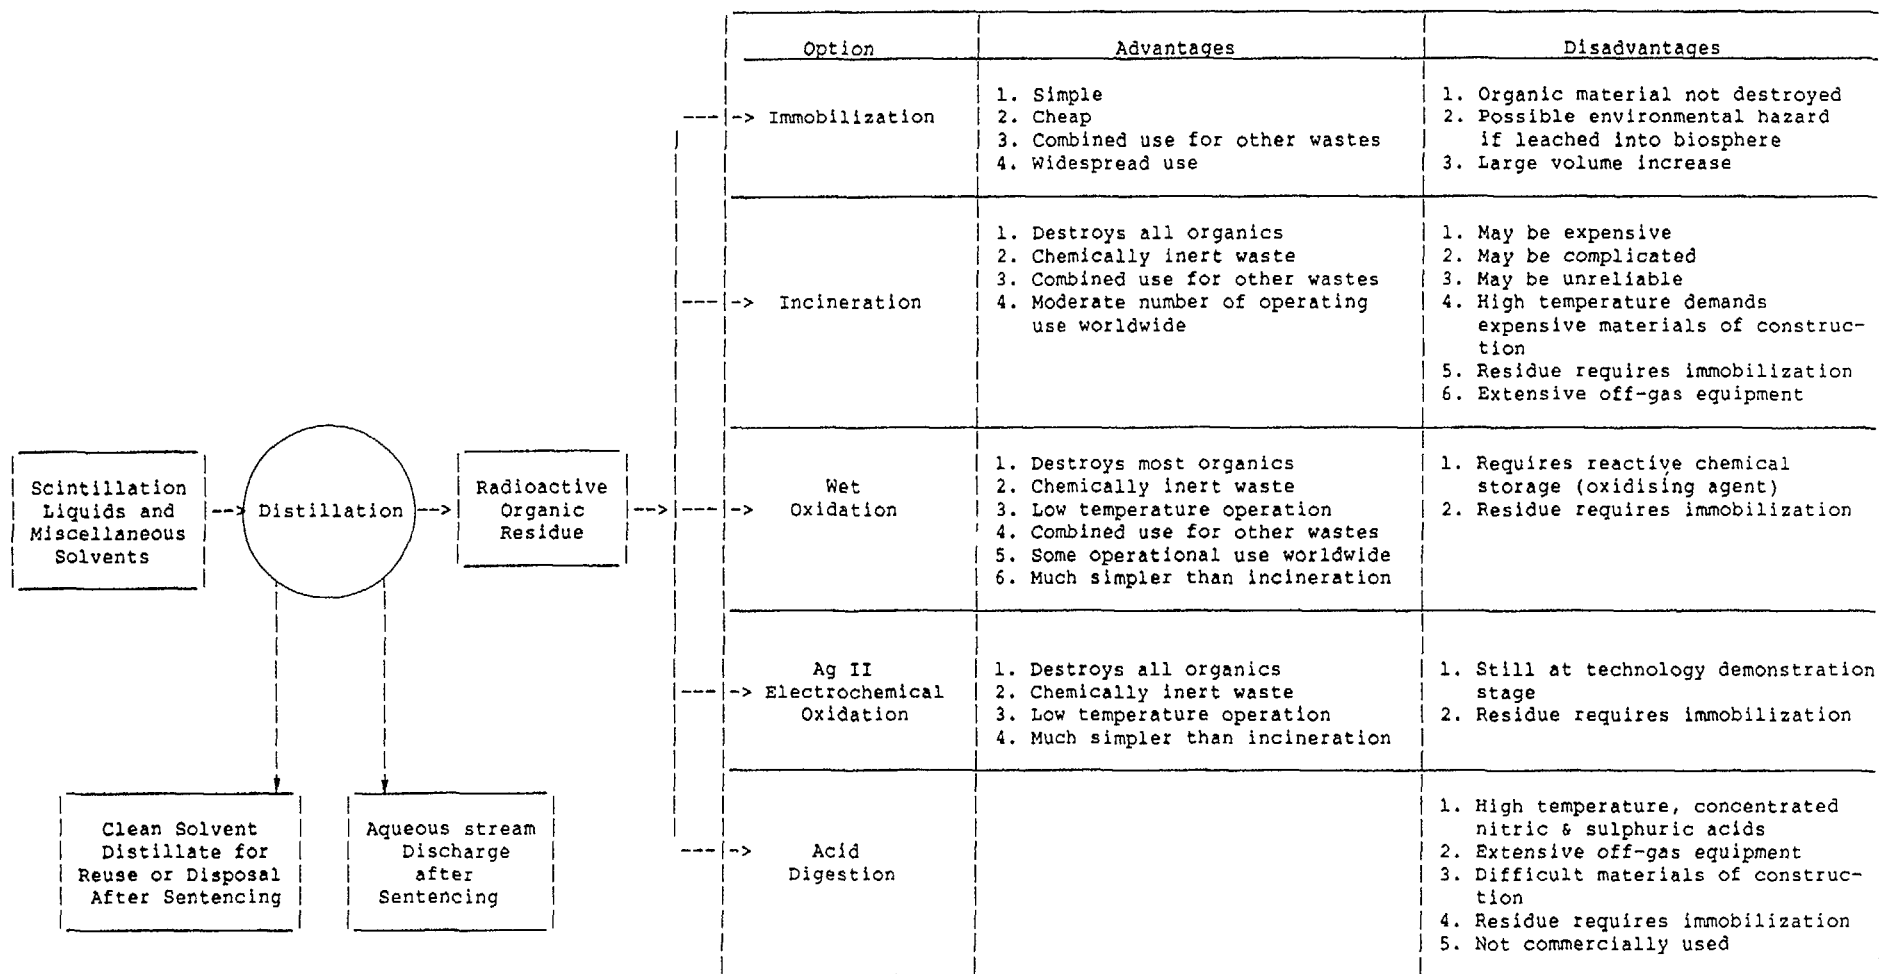 Option
Advantages
Disadvantages
Immobilization
1. Simple
2. Cheap
3. Combined use for other wastes
4. Widespread use
1. Organic material not destroyed
2. Possible environmental hazard
if leached into biosphere
3. Large volume increase
Incineration
1. Destroys all organics
2. Chemically inert waste
3. Combined use for other wastes
4. Moderate number of operating
use worldwide
1. May be expensive
2. May be complicated
3. May be unreliable
4. High temperature demands
expensive materials of construc-
tion
5. Residue requires immobilization
6. Extensive off-gas equipment
Scintillation
Liquids and
Miscellaneous
Solvents
Distillation
Radioactive
Organic
Residue
Wet
Oxidation
1. Destroys most organics
2. Chemically inert waste
3. Low temperature operation
4. Combined use for other wastes
5. Some operational use worldwide
6. Much simpler than incineration
1. Requires reactive chemical
storage (oxidising agent)
2. Residue requires immobilization
Ag II
Electrochemical
Oxidation
1. Destroys all organics
2. Chemically inert waste
3. Low temperature operation
4. Much simpler than incineration
1. Still at technology demonstration
stage
2. Residue requires immobilization
Clean Solvent
Distillate for
Reuse or Disposal
After Sentencing
Aqueous stream
Discharge
after
Sentencing
Acid
Digestion
1. High temperature, concentrated
nitric & sulphuric acids
2. Extensive off-gas equipment
3. Difficult materials of construc-
tion
4. Residue requires immobilization
5. Not commercially used